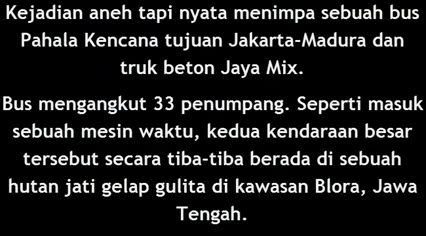 Kejadian aneh tapi nyata menimpa sebuah bus
Pahala Kencana tujuan Jakarta-Madura dan
truk beton Jaya Mix.
Bus mengangkut 33 penumpang. Seperti masuk
sebuah mesin waktu, kedua kendaraan besar
tersebut secara tiba-tiba berada di sebuah
hutan jati gelap gulita di kawasan Blora, Jawa
Tengah.